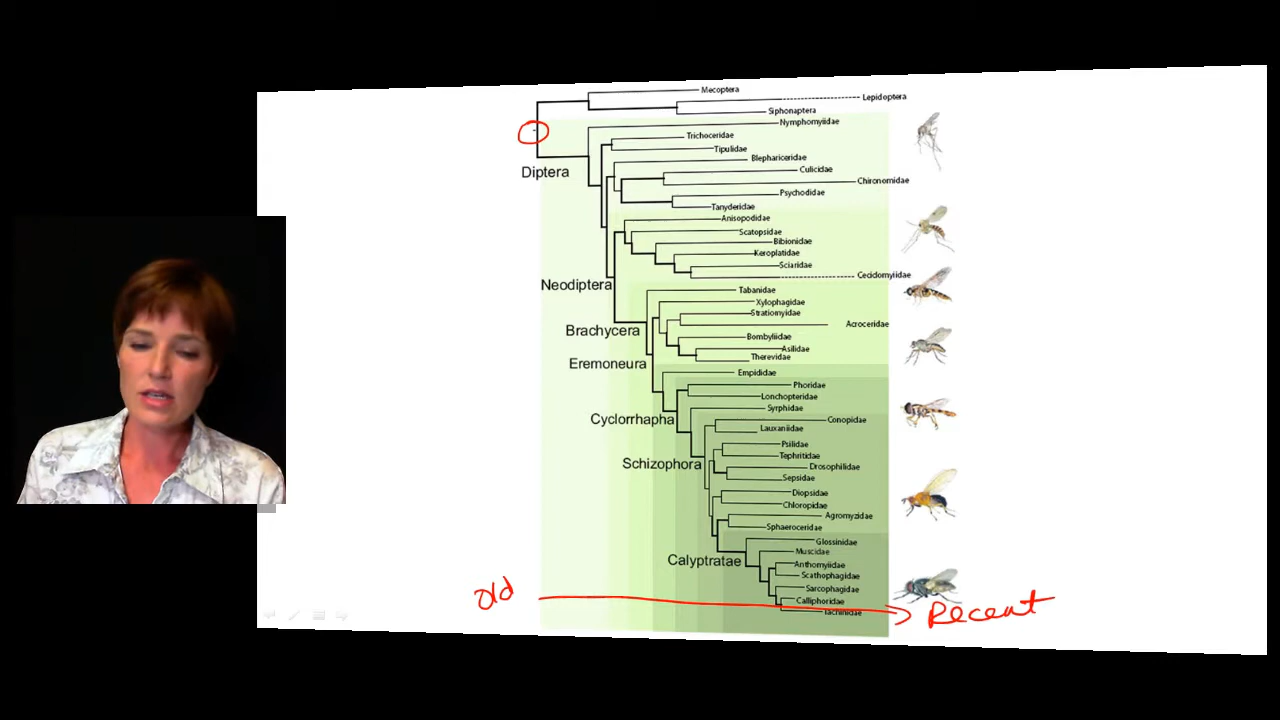 Mecoptera
Lepidoptera
Siphonaptera
Nymphomyiidae
Trichoceridae
Tipulidae
Blephariceridae
Diptera
Culicidae
Chironomidae
Psychodidae
Tanyderidae
Anisopodidae
Scatopsidae
Bibionidae
Keroplatidae
Sciaridae
Cecidomyiidae
Neodiptera
Tabanidae
Xylophagidae
Stratiomyidae
Acroceridae
Brachycera
Bombyliidae
Asilidae
Therevidae
Eremoneura
Empididae
Phoridae
Lonchopteridae
Syrphidae
Cyclorrhapha
Conopidae
Lauxaniidae
Psilidae
Tephritidae
Schizophora
Drosophilidae
Sepsidae
Diopsidae
Chloropidae
Agromyzidae
Sphaeroceridae
Glossinidae
Muscidae
Calyptratae
Anthomyiidae
Scathophagidae
Sarcophagidae
Calliphoridae
Tachinidae
old
Recent